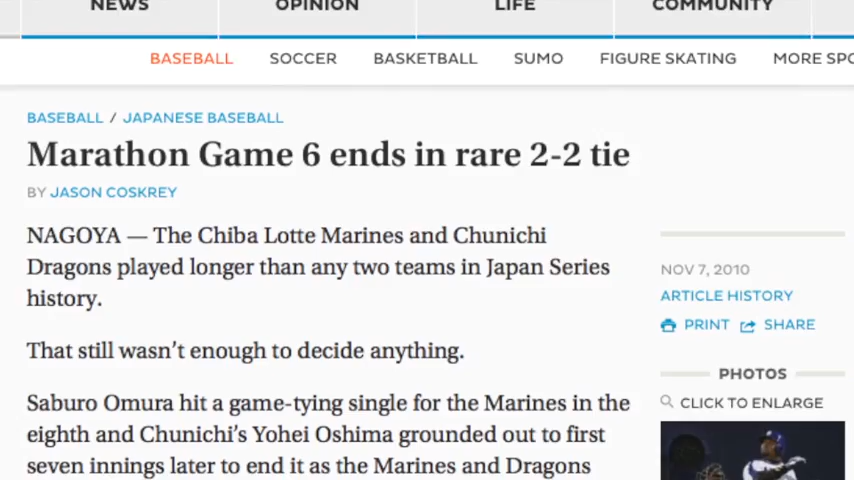 NEWS OPINION LIFE COMMUNITY
BASEBALL SOCCER BASKETBALL SUMO FIGURE SKATING MORE SPO
BASEBALL / JAPANESE BASEBALL
Marathon Game 6 ends in rare 2-2 tie
BY JASON COSKREY
NAGOYA — The Chiba Lotte Marines and Chunichi
Dragons played longer than any two teams in Japan Series
history.
That still wasn’t enough to decide anything.
Saburo Omura hit a game-tying single for the Marines in the
eighth and Chunichi’s Yohei Oshima grounded out to first
seven innings later to end it as the Marines and Dragons
NOV 7, 2010
ARTICLE HISTORY
PRINT SHARE
PHOTOS
CLICK TO ENLARGE